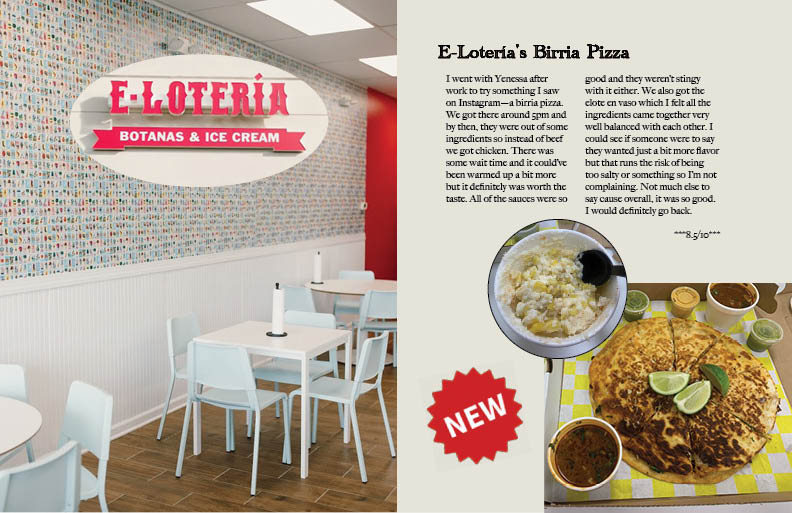 E-LOTERÍA
BOTANAS & ICE CREAM
E-Lotería's Birria Pizza
I went with Yenessa after
work to try something I saw
on Instagram—a birria pizza.
We got there around 5pm and
by then, they were out of some
ingredients so instead of beef
we got chicken. There was
some wait time and it could've
been warmed up a bit more
but it definitely was worth the
taste. All of the sauces were so
good and they weren't stingy
with it either. We also got the
elote en vaso which I felt all the
ingredients came together very
well balanced with each other. I
could see if someone were to say
they wanted just a bit more flavor
but that runs the risk of being
too salty or something so I'm not
complaining. Not much else to
say cause overall, it was so good.
I would definitely go back.
***8.5/10***
NEW